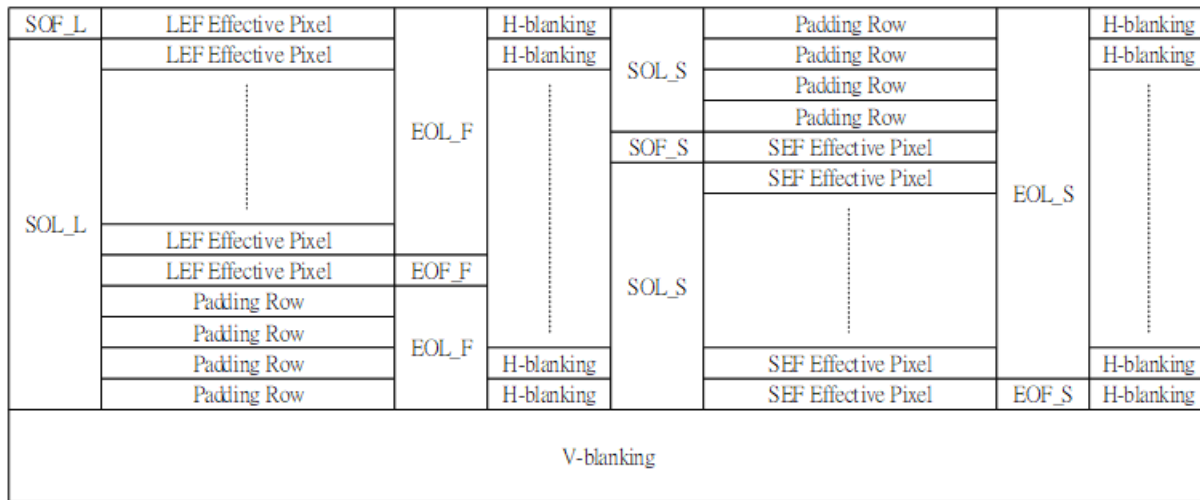 SOF_L LEF Effective Pixel H-blanking Padding Row H-blanking
LEF Effective Pixel H-blanking Padding Row H-blanking
SOL_S Padding Row
Padding Row
EOL_F SOF_S SEF Effective Pixel
SEF Effective Pixel
EOL_S
SOL_L LEF Effective Pixel
LEF Effective Pixel EOF_F
SOL_S
Padding Row
Padding Row
EOL_F
Padding Row H-blanking SEF Effective Pixel H-blanking
Padding Row H-blanking SEF Effective Pixel EOF_S H-blanking
V-blanking